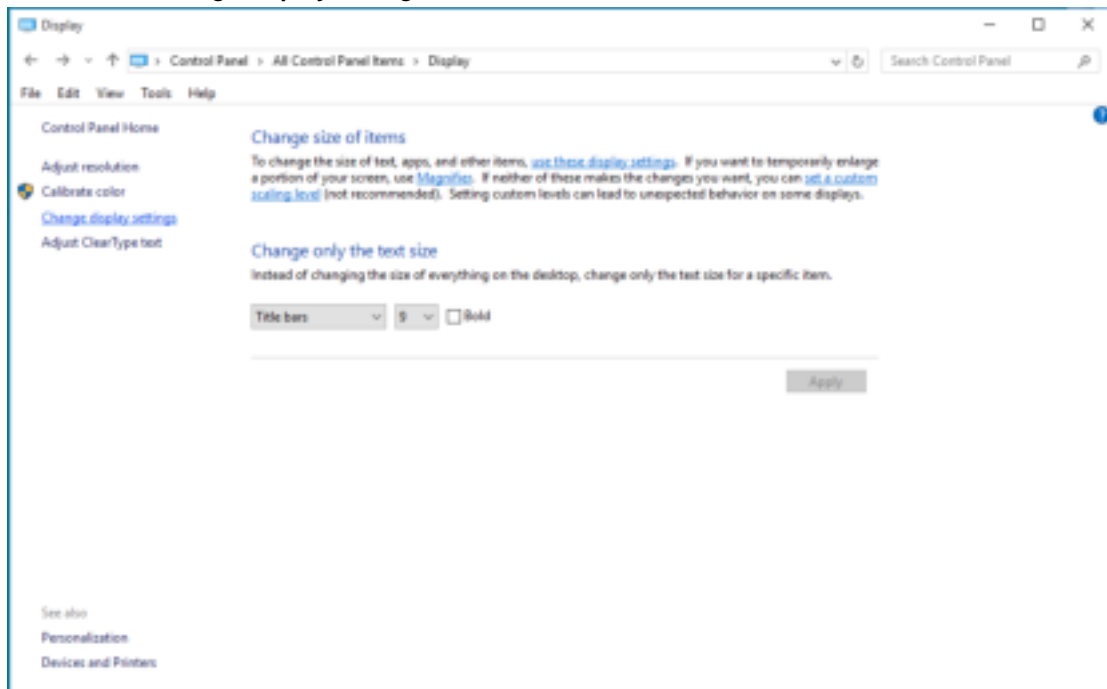 Display
Control Panel > All Control Panel Items > Display
Search Control Panel
File Edit View Tools Help
Control Panel Home
Adjust resolution
Calibrate color
Change display settings
Adjust ClearType text
Change size of items
To change the size of text, apps, and other items, use these display settings. If you want to temporarily enlarge
a portion of your screen, use Magnifier. If neither of these makes the changes you want, you can set a custom
scaling level (not recommended). Setting custom levels can lead to unexpected behavior on some displays.
Change only the text size
Instead of changing the size of everything on the desktop, change only the text size for a specific item.
Title bars 9 Bold
Apply
See also
Personalization
Devices and Printers